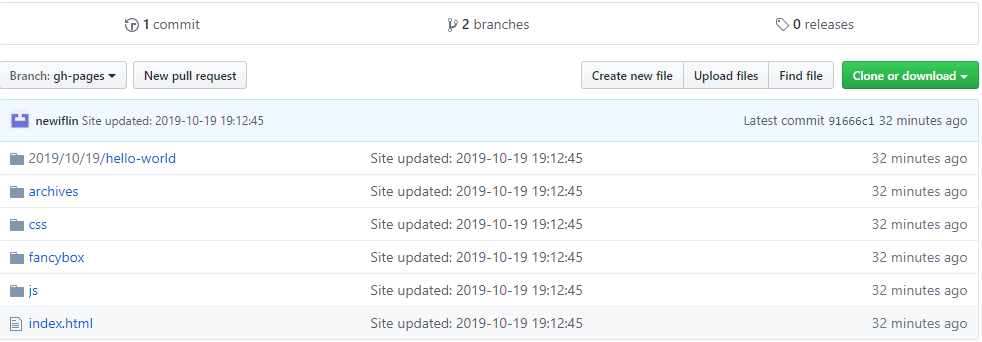 1 commit 2 branches 0 releases
Branch: gh-pages New pull request Create new file Upload files Find file Clone or download
newiflin Site updated: 2019-10-19 19:12:45 Latest commit 91666c1 32 minutes ago
2019/10/19/hello-world Site updated: 2019-10-19 19:12:45 32 minutes ago
archives Site updated: 2019-10-19 19:12:45 32 minutes ago
css Site updated: 2019-10-19 19:12:45 32 minutes ago
fancybox Site updated: 2019-10-19 19:12:45 32 minutes ago
js Site updated: 2019-10-19 19:12:45 32 minutes ago
index.html Site updated: 2019-10-19 19:12:45 32 minutes ago